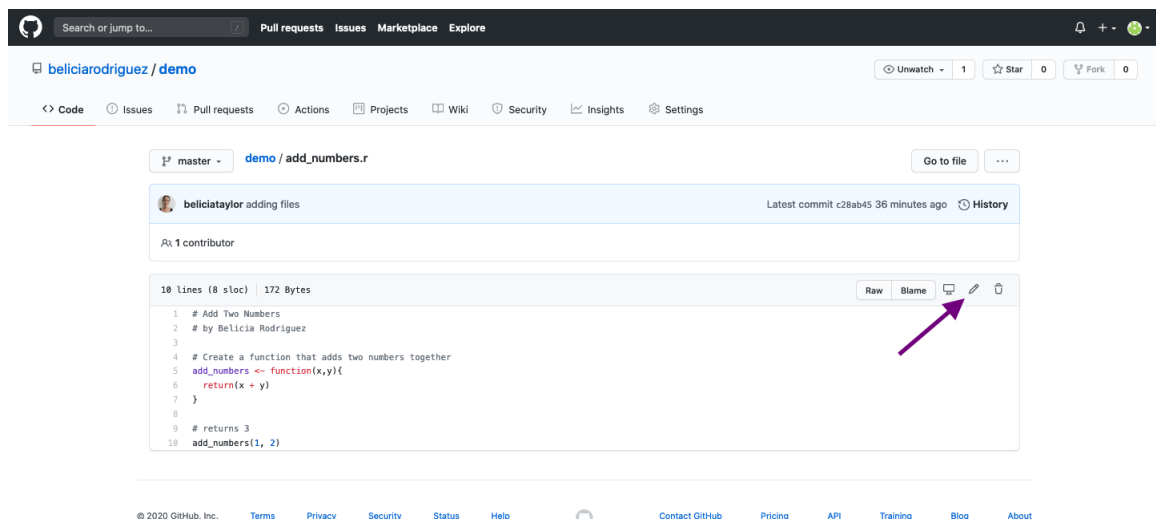 Search or jump to... / Pull requests Issues Marketplace Explore
beliciarodriguez / demo Unwatch 1 Star 0 Fork 0
<> Code Issues Pull requests Actions Projects Wiki Security Insights Settings
master demo / add_numbers.r Go to file ...
beliciataylor adding files Latest commit c28ab45 36 minutes ago History
1 contributor
10 lines (8 sloc) 172 Bytes Raw Blame
1 # Add Two Numbers
2 # by Belicia Rodriguez
3
4 # Create a function that adds two numbers together
5 add_numbers <- function(x,y){
6 return(x + y)
7 }
8
9 # returns 3
10 add_numbers(1, 2)
© 2020 GitHub, Inc. Terms Privacy Security Status Help Contact GitHub Pricing API Training Blog About